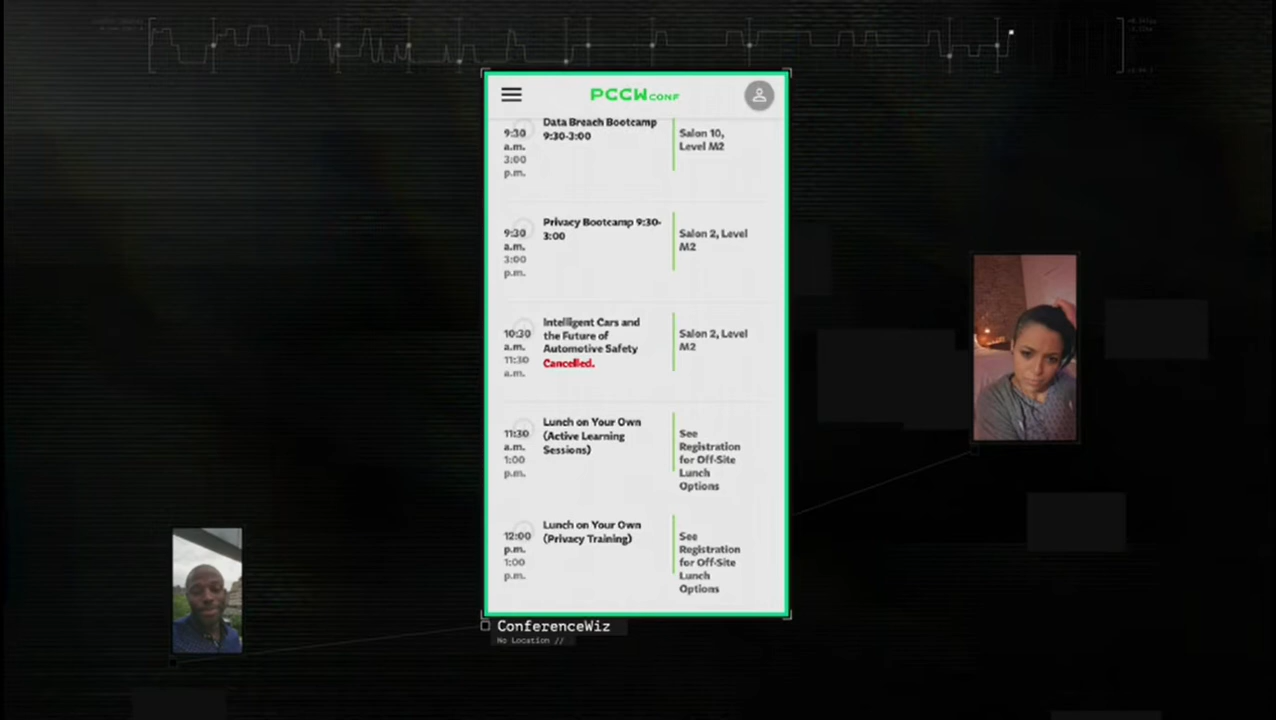 PCCW CONF
Data Breach Bootcamp
9:30-3:00
9:30
a.m.
3:00
p.m.
Salon 10,
Level M2
Privacy Bootcamp 9:30-
3:00
9:30
a.m.
3:00
p.m.
Salon 2, Level
M2
Intelligent Cars and
the Future of
Automotive Safety
Cancelled.
10:30
a.m.
11:30
a.m.
Salon 2, Level
M2
Lunch on Your Own
(Active Learning
Sessions)
11:30
a.m.
1:00
p.m.
See
Registration
for Off-Site
Lunch
Options
Lunch on Your Own
(Privacy Training)
12:00
p.m.
1:00
p.m.
See
Registration
for Off-Site
Lunch
Options
ConferenceWiz
No Location //